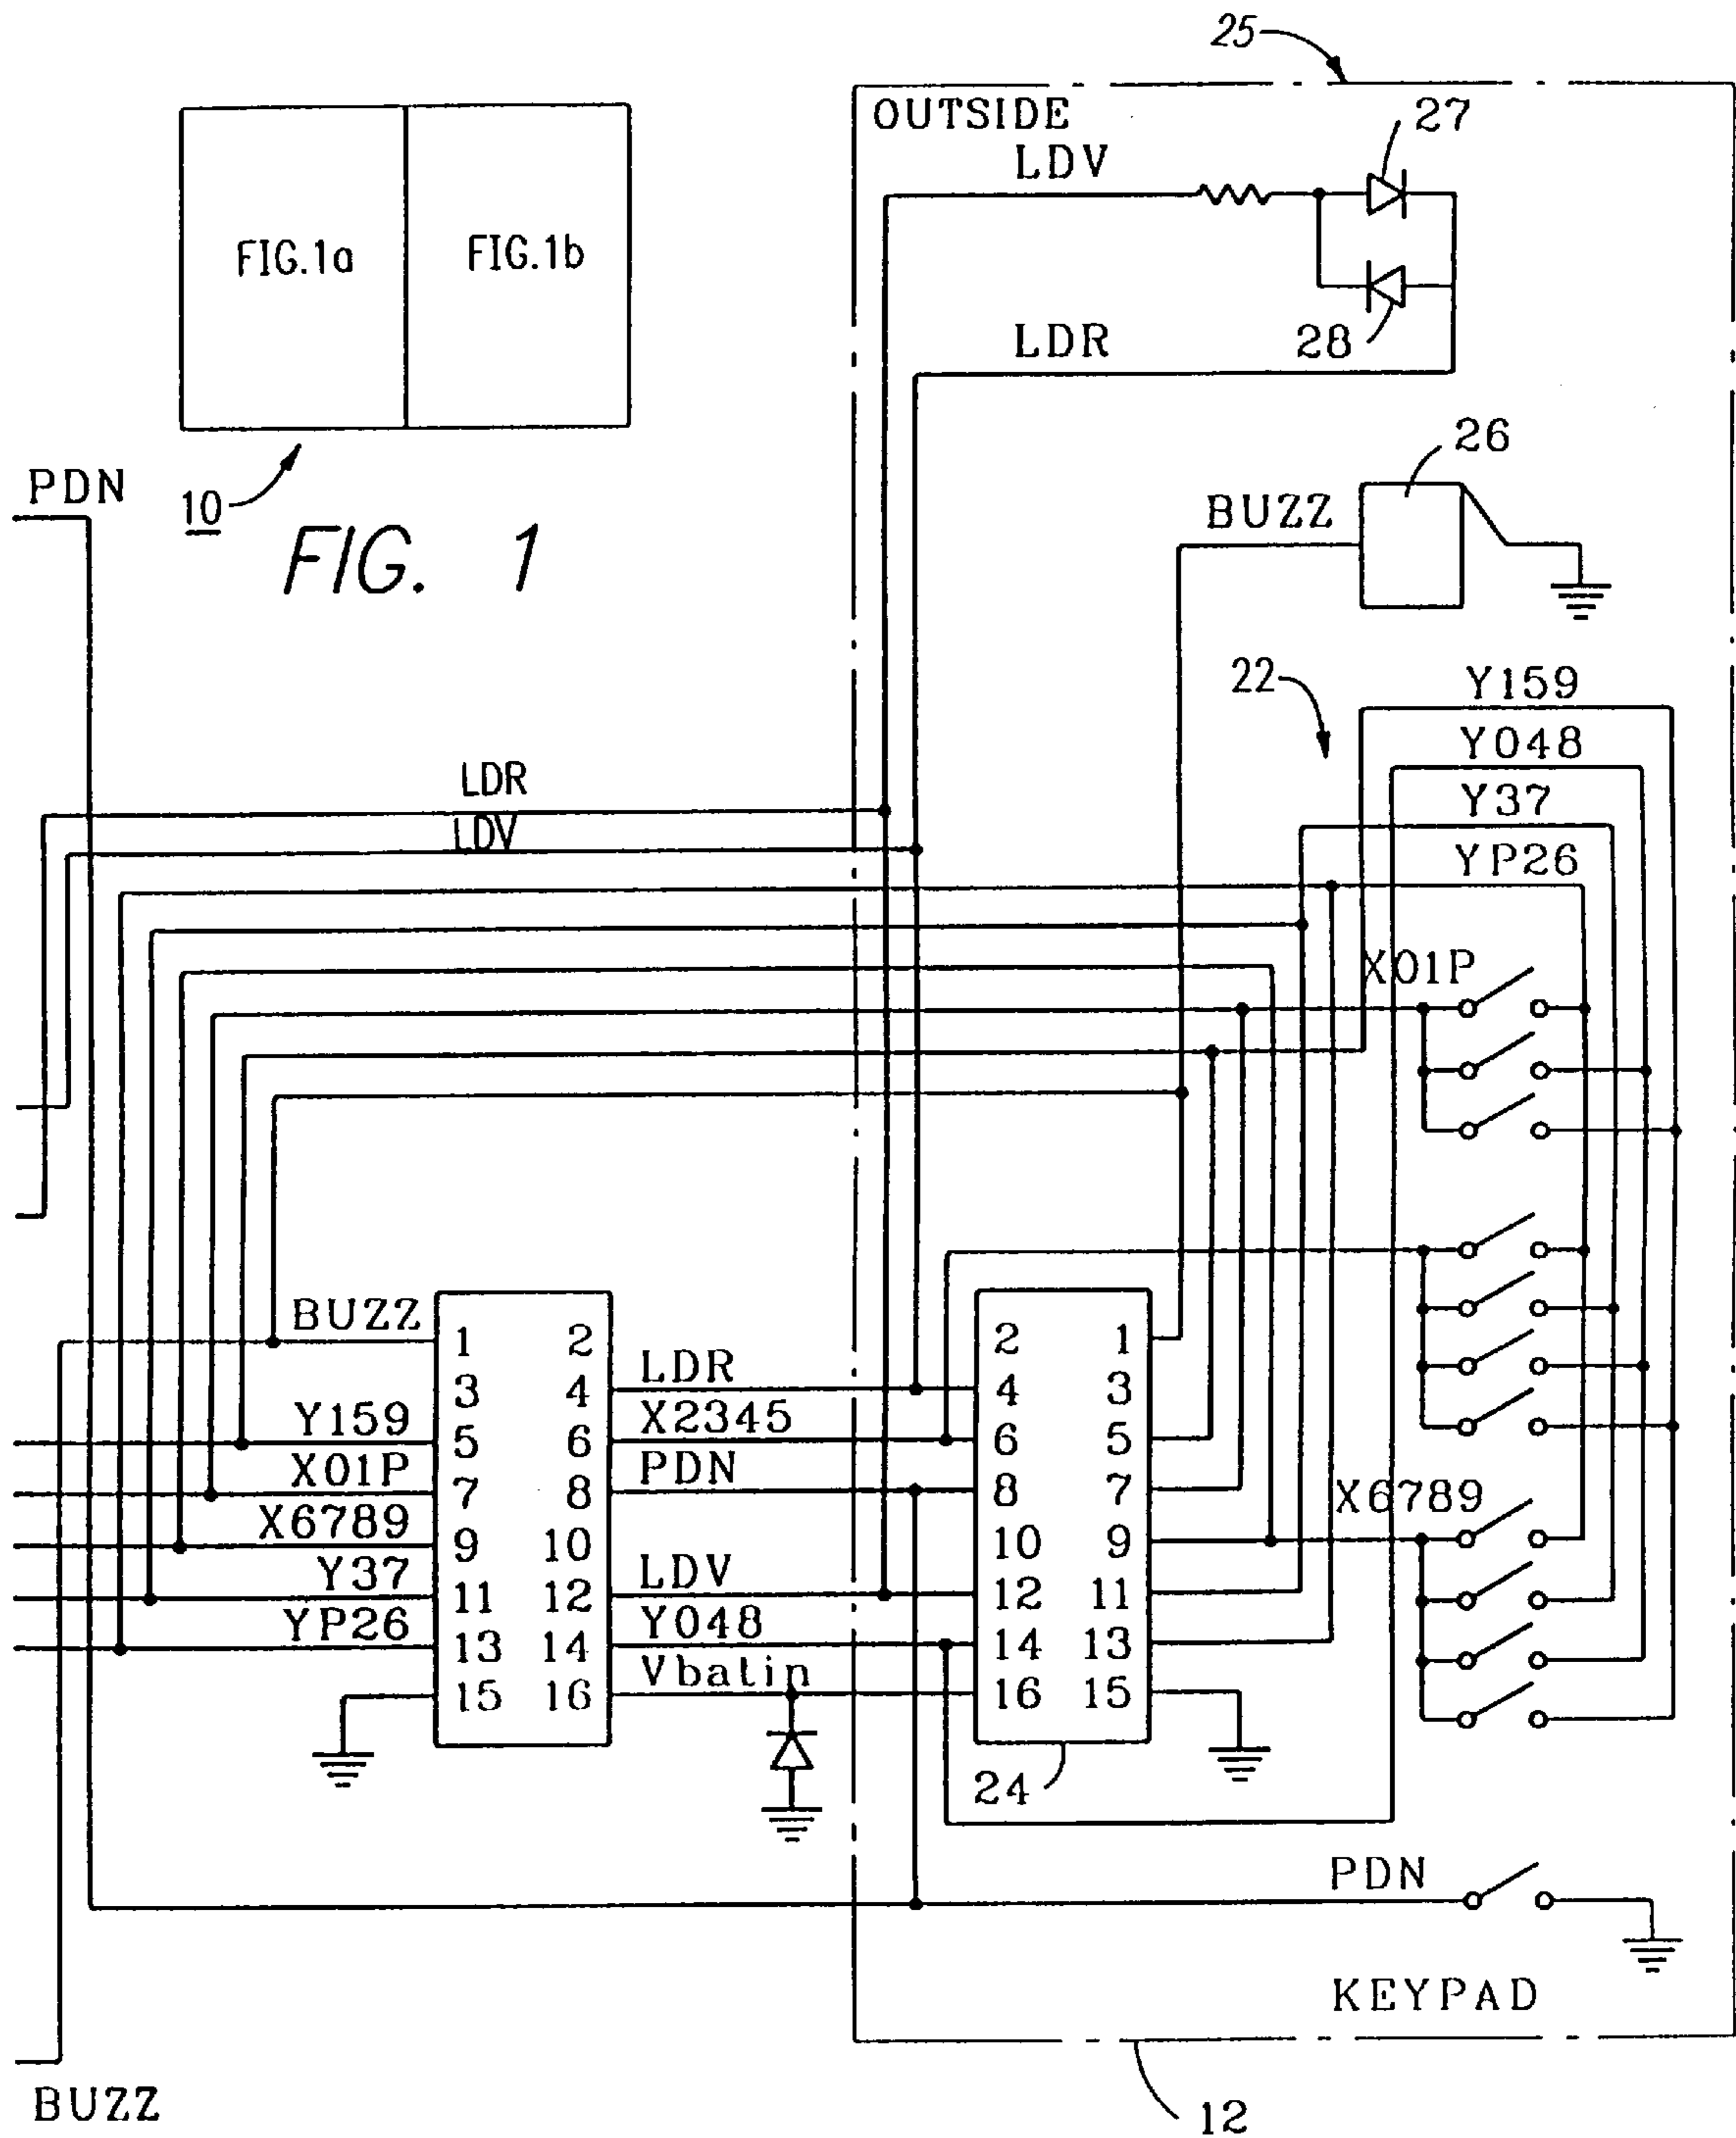 25
OUTSIDE
27
LDV
FIG.1a
FIG.1b
28
LDR
26
PDN
10
FIG. 1
BUZZ
22
Y159
Y048
LDR
Y37
LDV
YP26
X01P
BUZZ
1 2
2 1
LDR
3 4
4 3
Y159
X2345
5 6
6 5
X01P
PDN
7 8
8 7
X6789
X6789
9 10
10 9
Y37
LDV
11 12
12 11
YP26
Y048
13 14
14 13
Vbatin
15 16
16 15
24
PDN
KEYPAD
BUZZ
12